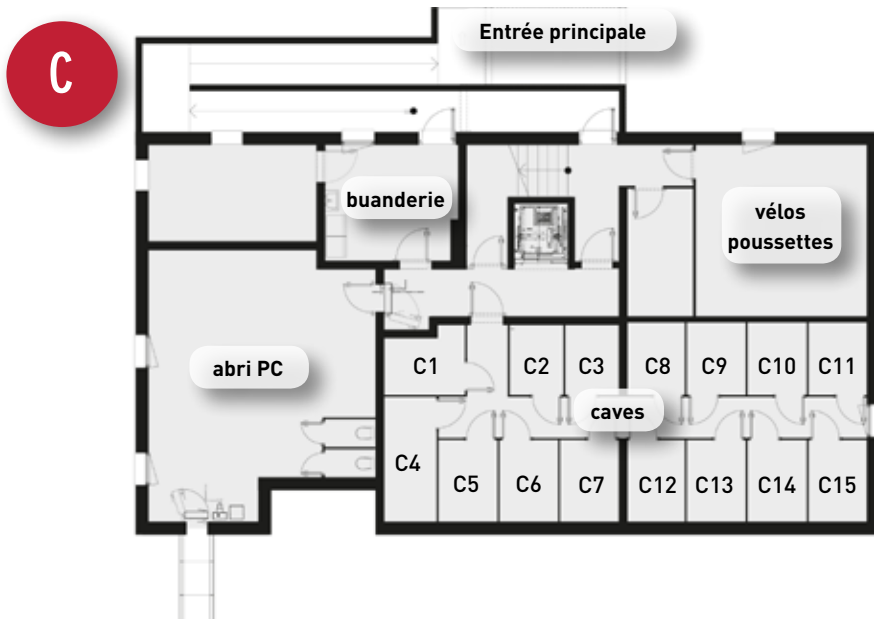 C
Entrée principale
buanderie
vélos
poussettes
abri PC
C1
C2
C3
C8
C9
C10
C11
caves
C4
C5
C6
C7
C12
C13
C14
C15